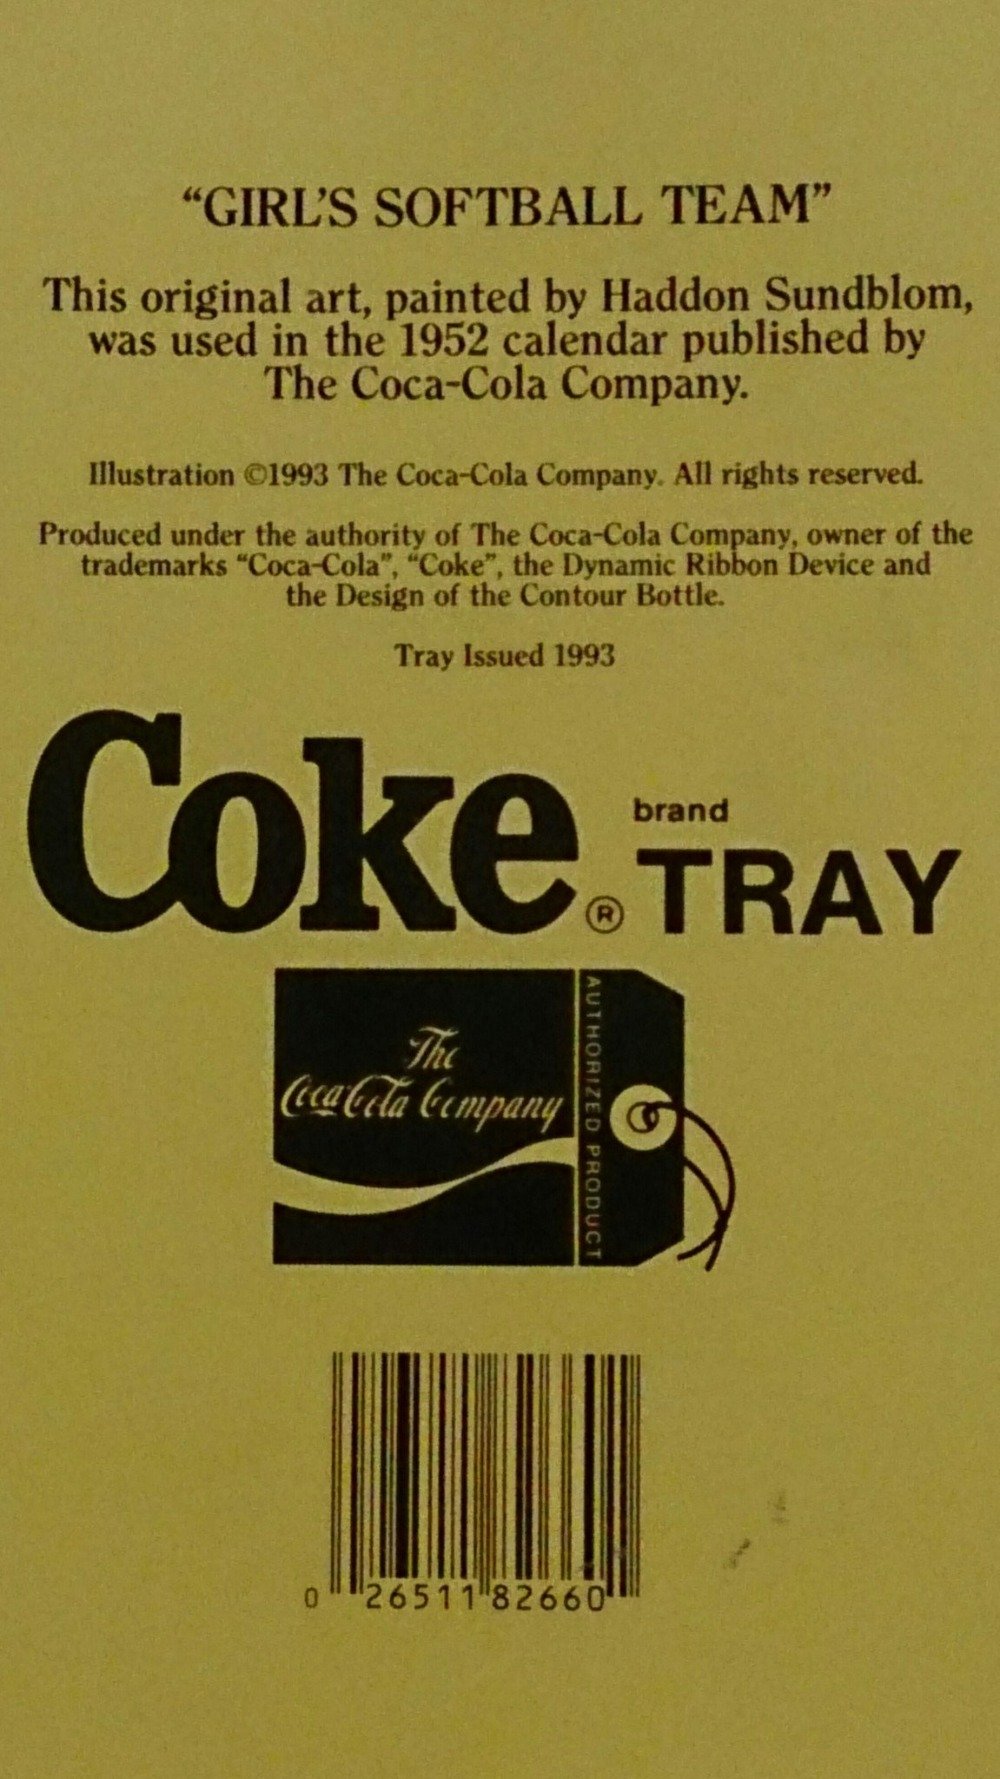 “GIRL’S SOFTBALL TEAM”
This original art, painted by Haddon Sundblom,
was used in the 1952 calendar published by
The Coca-Cola Company.
Illustration ©1993 The Coca-Cola Company. All rights reserved.
Produced under the authority of The Coca-Cola Company, owner of the
trademarks “Coca-Cola”, “Coke”, the Dynamic Ribbon Device and
the Design of the Contour Bottle.
Tray Issued 1993
Coke® brand
TRAY
The
Coca-Cola Company
AUTHORIZED PRODUCT
0 26511 82660